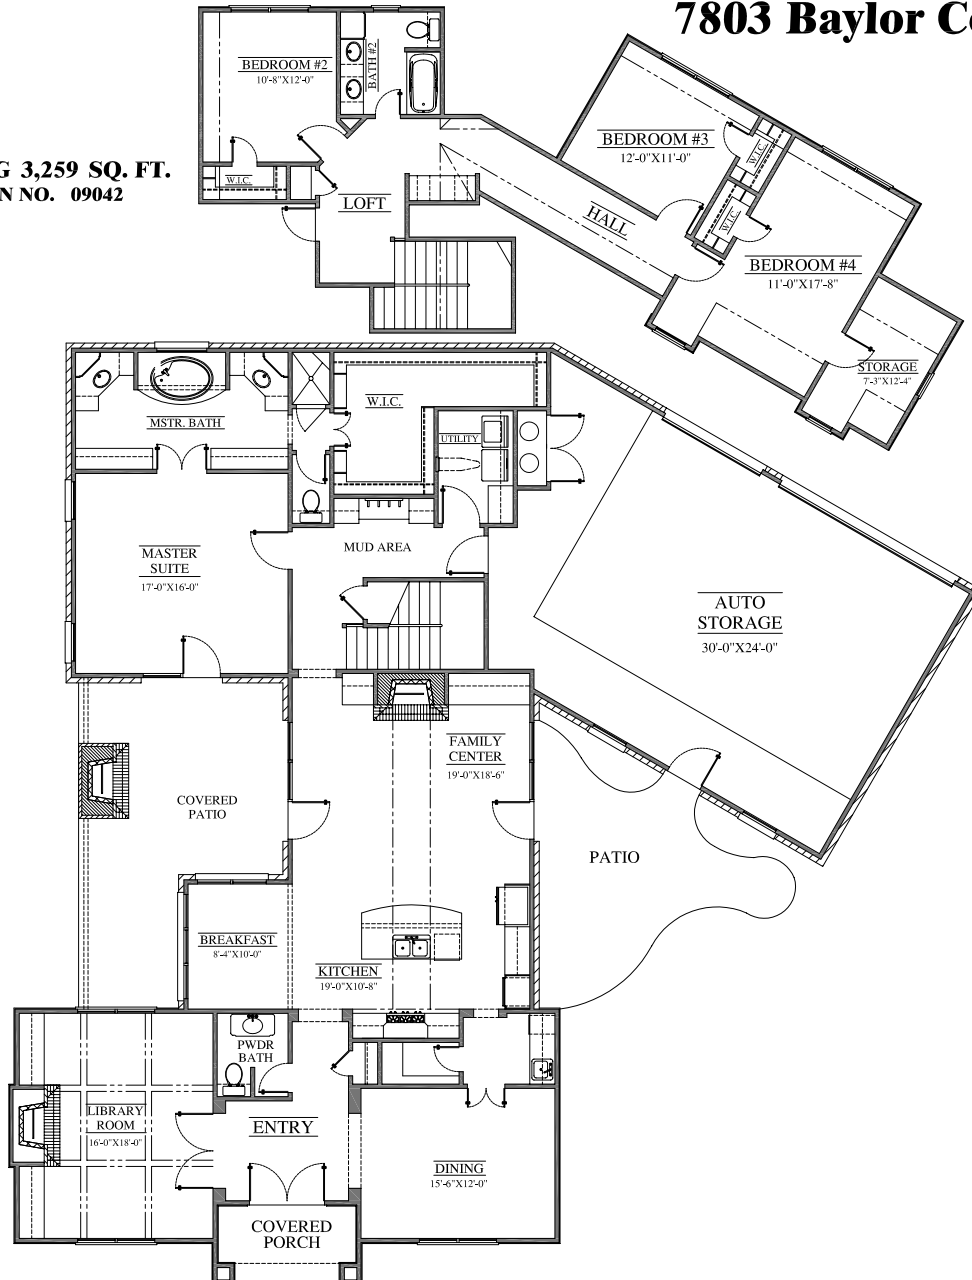 7803 Baylor C
G 3,259 SQ. FT.
N NO. 09042
BEDROOM #2
10'-8"X12'-0"
BATH #2
W.I.C.
LOFT
HALL
BEDROOM #3
12'-0"X11'-0"
W.I.C.
W.I.C.
BEDROOM #4
11'-0"X17'-8"
STORAGE
7'-3"X12'-4"
MSTR. BATH
W.I.C.
UTILITY
MUD AREA
MASTER
SUITE
17'-0"X16'-0"
AUTO
STORAGE
30'-0"X24'-0"
FAMILY
CENTER
19'-0"X18'-6"
COVERED
PATIO
PATIO
BREAKFAST
8'-4"X10'-0"
KITCHEN
19'-0"X10'-8"
PWDR
BATH
LIBRARY
ROOM
16'-0"X18'-0"
ENTRY
DINING
15'-6"X12'-0"
COVERED
PORCH